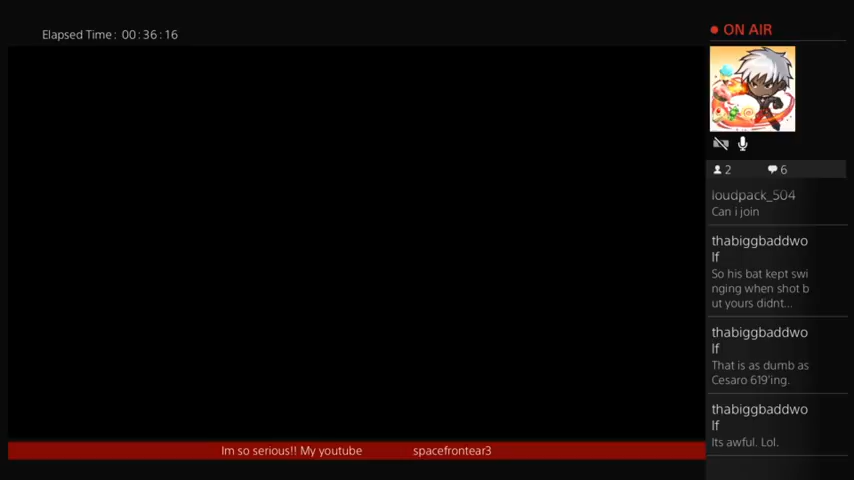 Elapsed Time: 00:36:16
ON AIR
2 6
loudpack_504
Can i join
thabiggbaddwo
lf
So his bat kept swi
nging when shot b
ut yours didnt...
thabiggbaddwo
lf
That is as dumb as
Cesaro 619'ing.
thabiggbaddwo
lf
Its awful. Lol.
Im so serious!! My youtube spacefrontear3